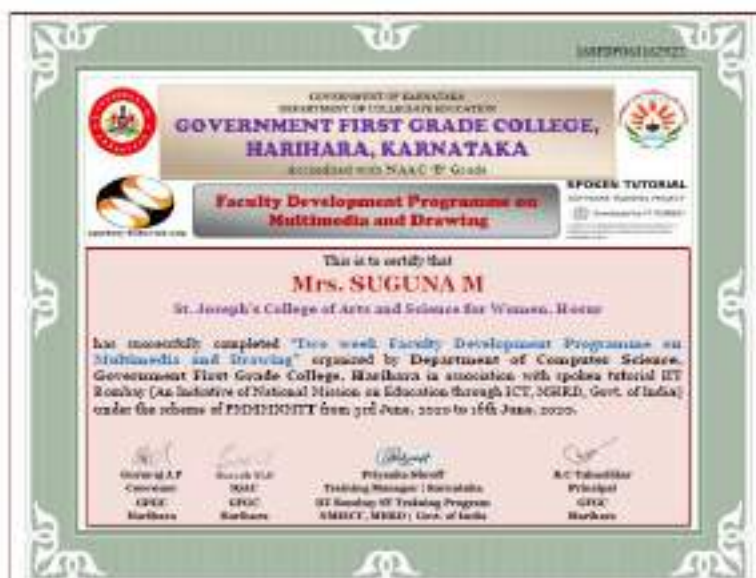 GOVERNMENT OF KARNATAKA
DEPARTMENT OF COLLEGIATE EDUCATION
GOVERNMENT FIRST GRADE COLLEGE,
HARIHARA, KARNATAKA
Accredited with NAAC 'B' Grade
SPOKEN TUTORIAL
Faculty Development Programme on
Multimedia and Drawing
This is to certify that
Mrs. SUGUNA M
St. Joseph's College of Arts and Science for Women, Hosur
has successfully completed "Two week Faculty Development Programme on
Multimedia and Drawing" organized by Department of Computer Science,
Government First Grade College, Harihara in association with spoken tutorial IIT
Bombay (An Initiative of National Mission on Education through ICT, MHRD, Govt. of India)
under the scheme of from 3rd June, 2020 to 16th June, 2020.
Gururaj A P
Convener
GFGC
Harihara
IQAC
GFGC
Harihara
Priyanka
Training Manager | Karnataka
IIT Bombay ST Training Program
NMEICT, MHRD | Govt. of India
Principal
GFGC
Harihara